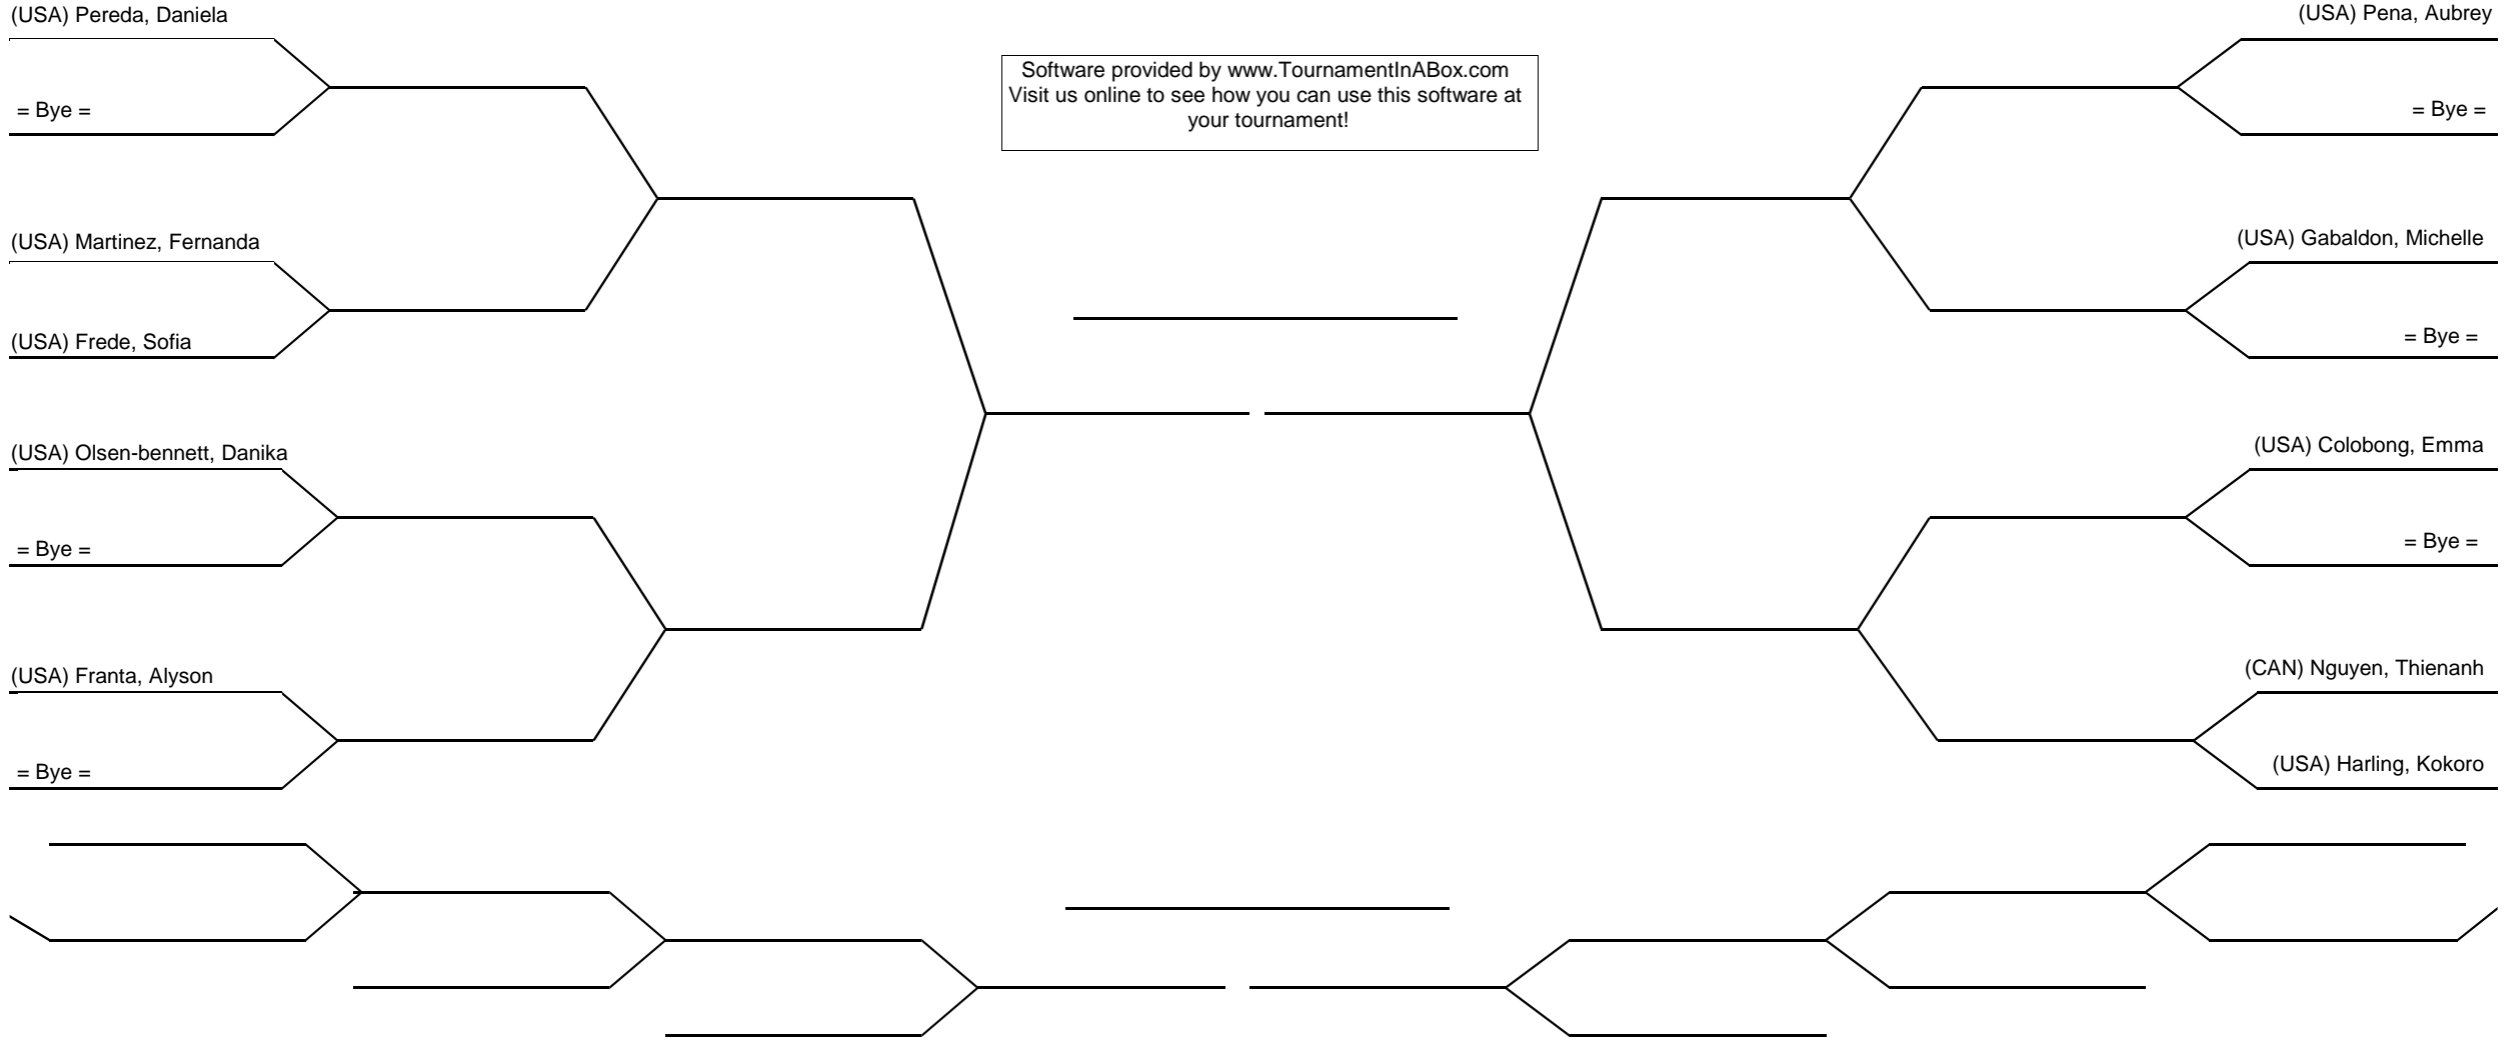 (USA) Pereda, Daniela
= Bye =
(USA) Martinez, Fernanda
(USA) Frede, Sofia
(USA) Olsen-bennett, Danika
= Bye =
(USA) Franta, Alyson
= Bye =
Software provided by www.TournamentInABox.com
Visit us online to see how you can use this software at
your tournament!
(USA) Pena, Aubrey
= Bye =
(USA) Gabaldon, Michelle
= Bye =
(USA) Colobong, Emma
= Bye =
(CAN) Nguyen, Thienanh
(USA) Harling, Kokoro